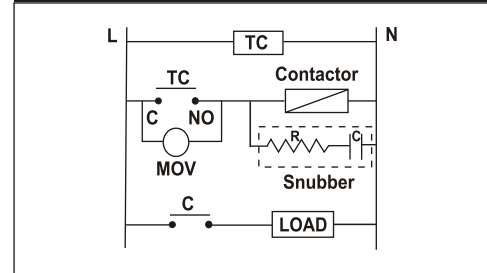 L TC N
TC Contactor
C NO
R C
MOV
Snubber
C
LOAD